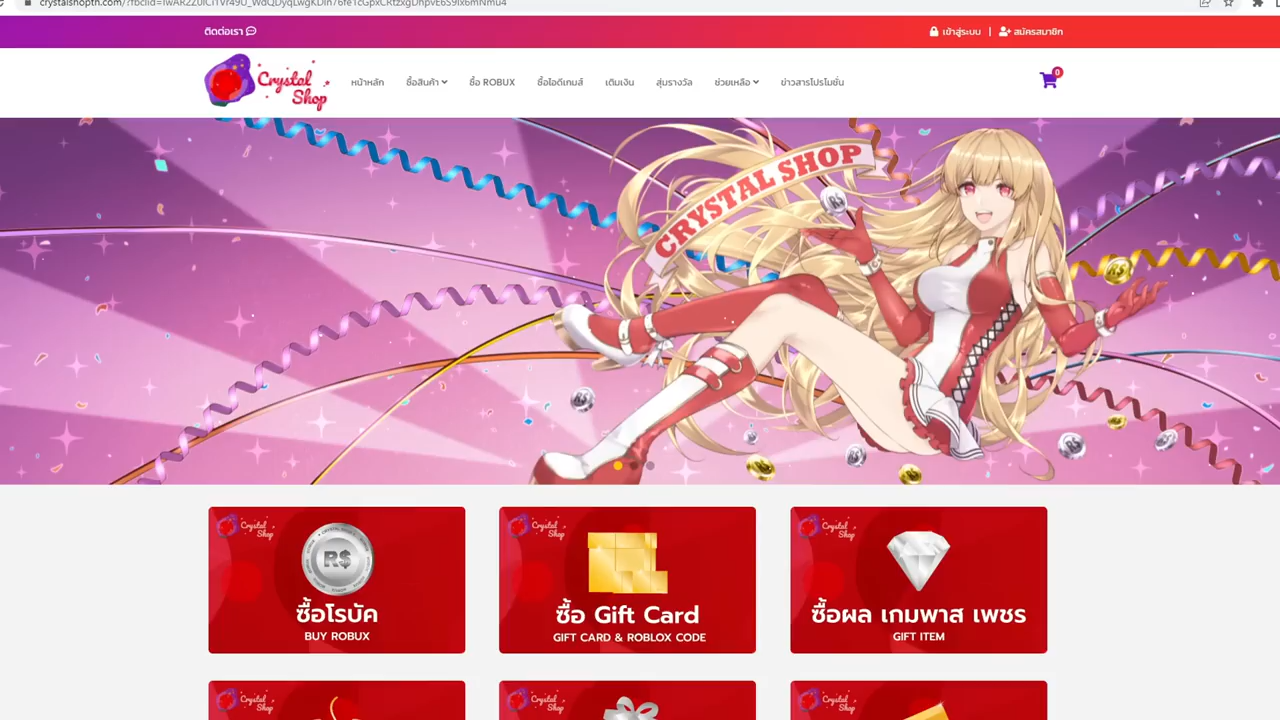 ติดต่อเรา
เข้าสู่ระบบ | สมัครสมาชิก
Crystal Shop
หน้าหลัก ซื้อสินค้า ซื้อ ROBUX ซื้อไอดีเกมส์ เติมเงิน สุ่มรางวัล ช่วยเหลือ ข่าวสารโปรโมชั่น
0
CRYSTAL SHOP
Crystal Shop
R$
ซื้อโรบัค
BUY ROBUX
Crystal Shop
ซื้อ Gift Card
GIFT CARD & ROBLOX CODE
Crystal Shop
ซื้อผล เกมพาส เพชร
GIFT ITEM
Crystal Shop
Crystal Shop
Crystal Shop